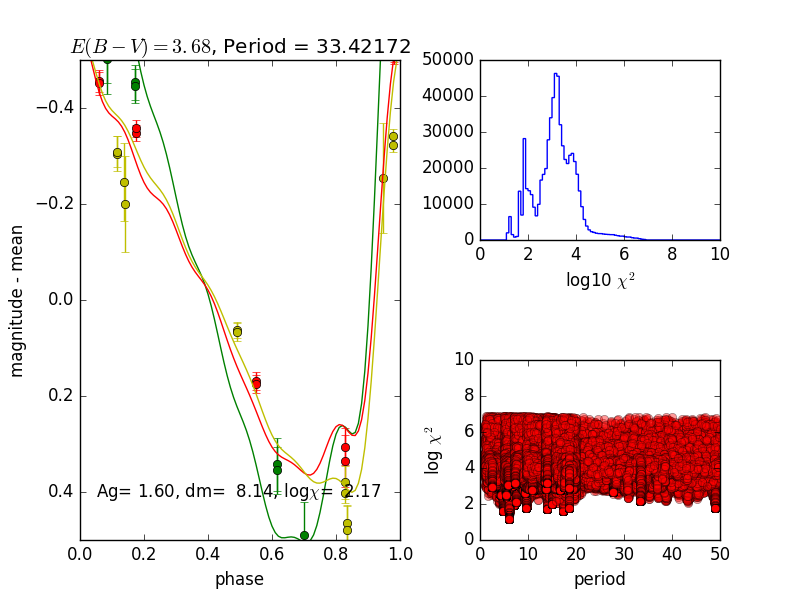 E(B − V) = 3.68, Period = 33.42172
−0.4
−0.2
0.0
0.2
0.4
magnitude - mean
Ag= 1.60, dm= 8.14, logχ= 2.17
0.0 0.2 0.4 0.6 0.8 1.0
phase
50000
40000
30000
20000
10000
0
0 2 4 6 8 10
log10 χ²
10
8
6
4
2
0
log χ²
0 10 20 30 40 50
period